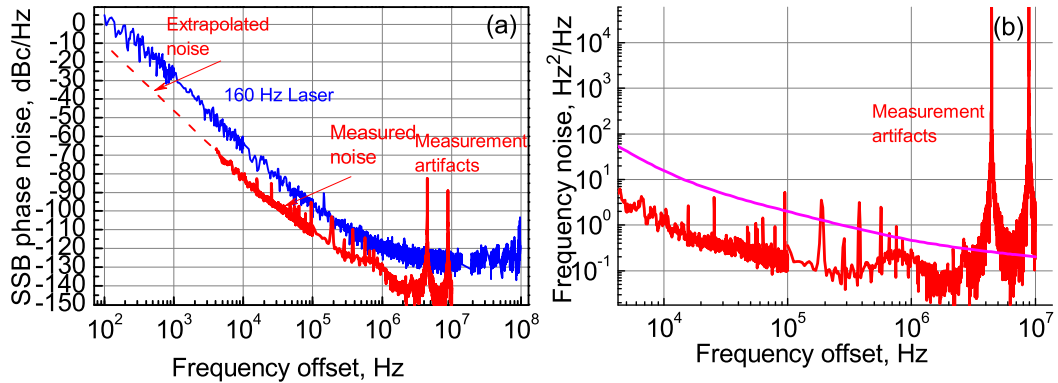 (a)
Extrapolated
noise
160 Hz Laser
Measured
noise
Measurement
artifacts
SSB phase noise, dBc/Hz
0
-10
-20
-30
-40
-50
-60
-70
-80
-90
-100
-110
-120
-130
-140
-150
10² 10³ 10⁴ 10⁵ 10⁶ 10⁷ 10⁸
Frequency offset, Hz
(b)
Measurement
artifacts
Frequency noise, Hz²/Hz
10⁴
10³
10²
10¹
10⁰
10⁻¹
10⁴ 10⁵ 10⁶ 10⁷
Frequency offset, Hz